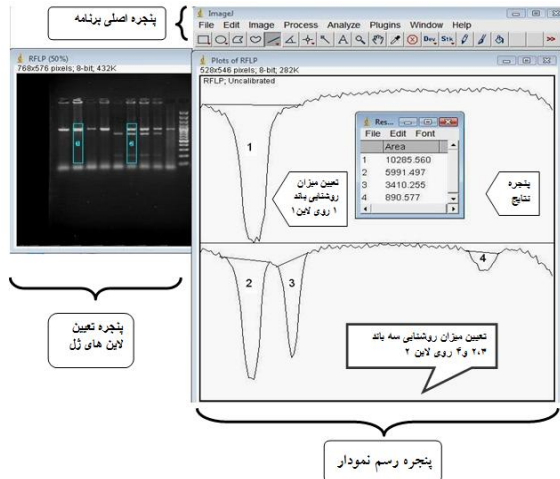 پنجره اصلی برنامه
ImageJ
File Edit Image Process Analyze Plugins Window Help
Dev Stk >>
RFLP (50%)
768x576 pixels; 8-bit; 432K
Plots of RFLP
528x546 pixels; 8-bit; 282K
RFLP; Uncalibrated
Res...
File Edit Font
Area
1 10285.560
2 5991.497
3 3410.255
4 890.577
1
تعیین میزان
روشنایی باند
۱ روی لاین ۱
پنجره
نتایج
2
3
4
تعیین میزان روشنایی سه باند
۲،۳ و۴ روی لاین ۲
پنجره تعیین
لاین های ژل
پنجره رسم نمودار